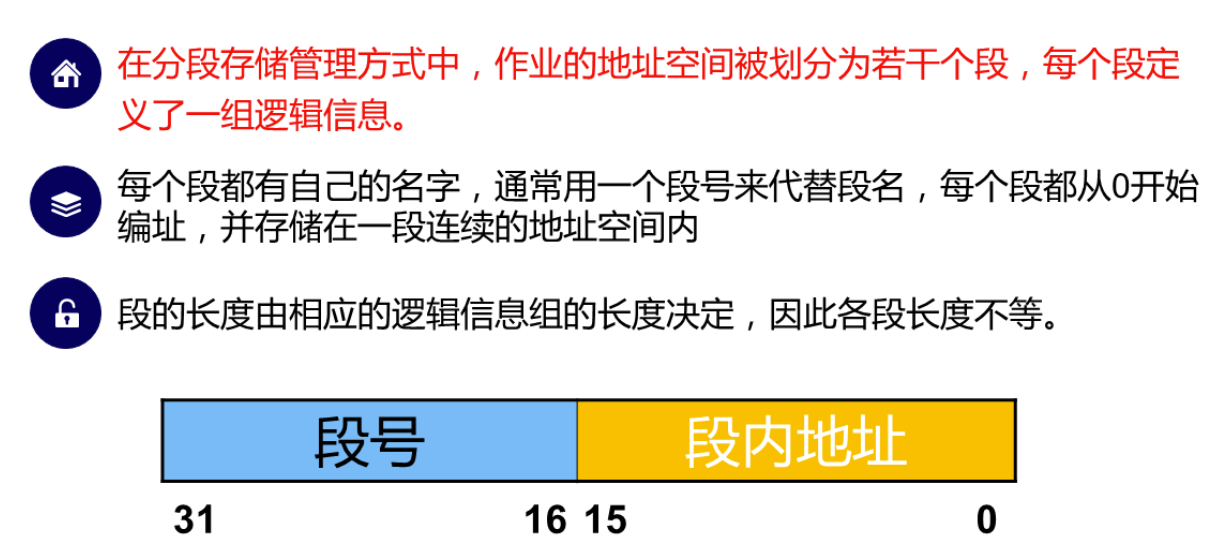 在分段存储管理方式中，作业的地址空间被划分为若干个段，每个段定
义了一组逻辑信息。
每个段都有自己的名字，通常用一个段号来代替段名，每个段都从0开始
编址，并存储在一段连续的地址空间内
段的长度由相应的逻辑信息组的长度决定，因此各段长度不等。
段号 段内地址
31 16 15 0